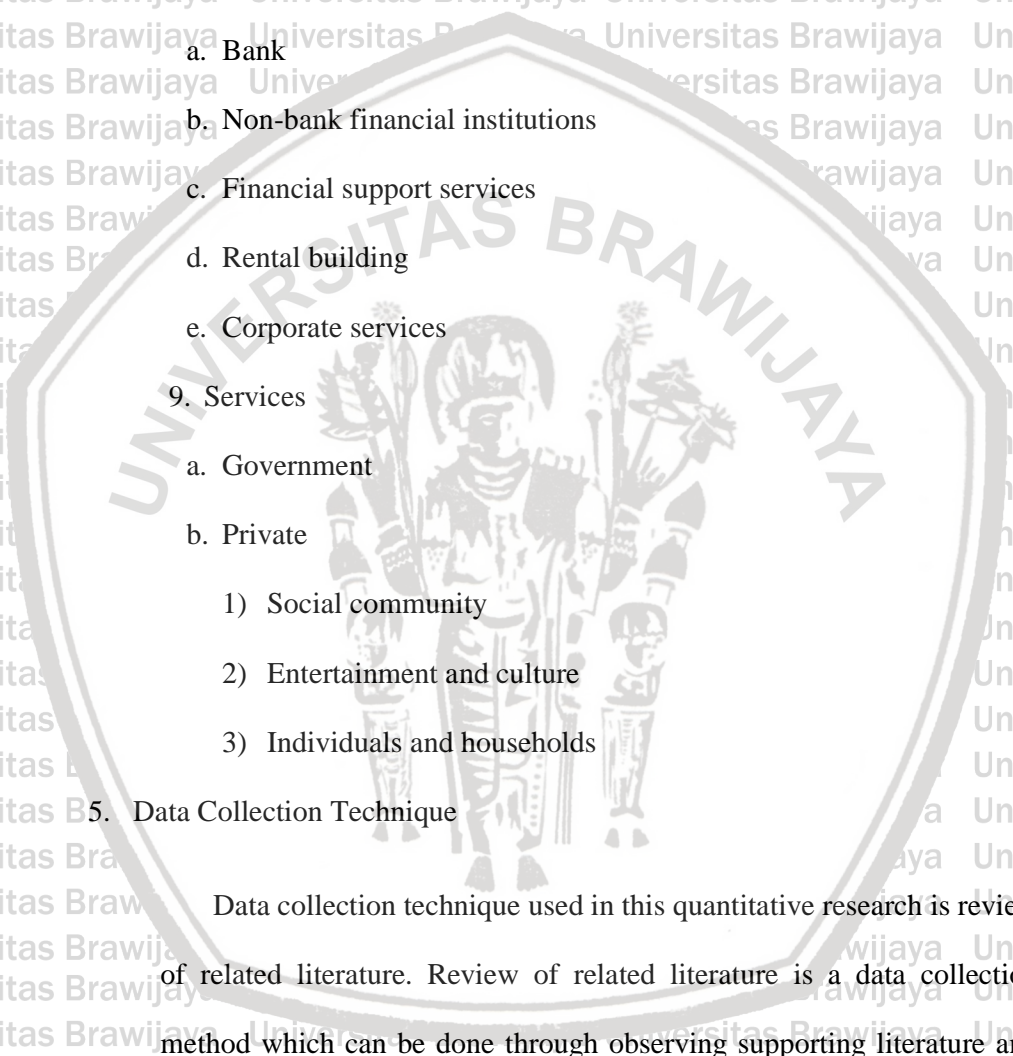 a. Bank
b. Non-bank financial institutions
c. Financial support services
d. Rental building
e. Corporate services
9. Services
a. Government
b. Private
1) Social community
2) Entertainment and culture
3) Individuals and households
5. Data Collection Technique
Data collection technique used in this quantitative research is revie
of related literature. Review of related literature is a data collectio
method which can be done through observing supporting literature an
UNIVERSITAS BRAWIJAYA